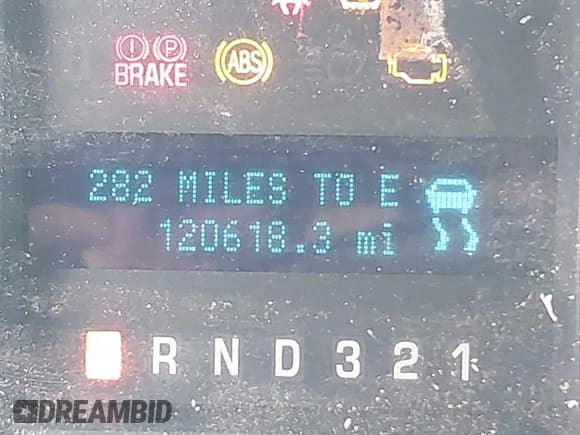 ! P
BRAKE ABS
282 MILES TO E
120618.3 mi
R N D 3 2 1
DREAMBID